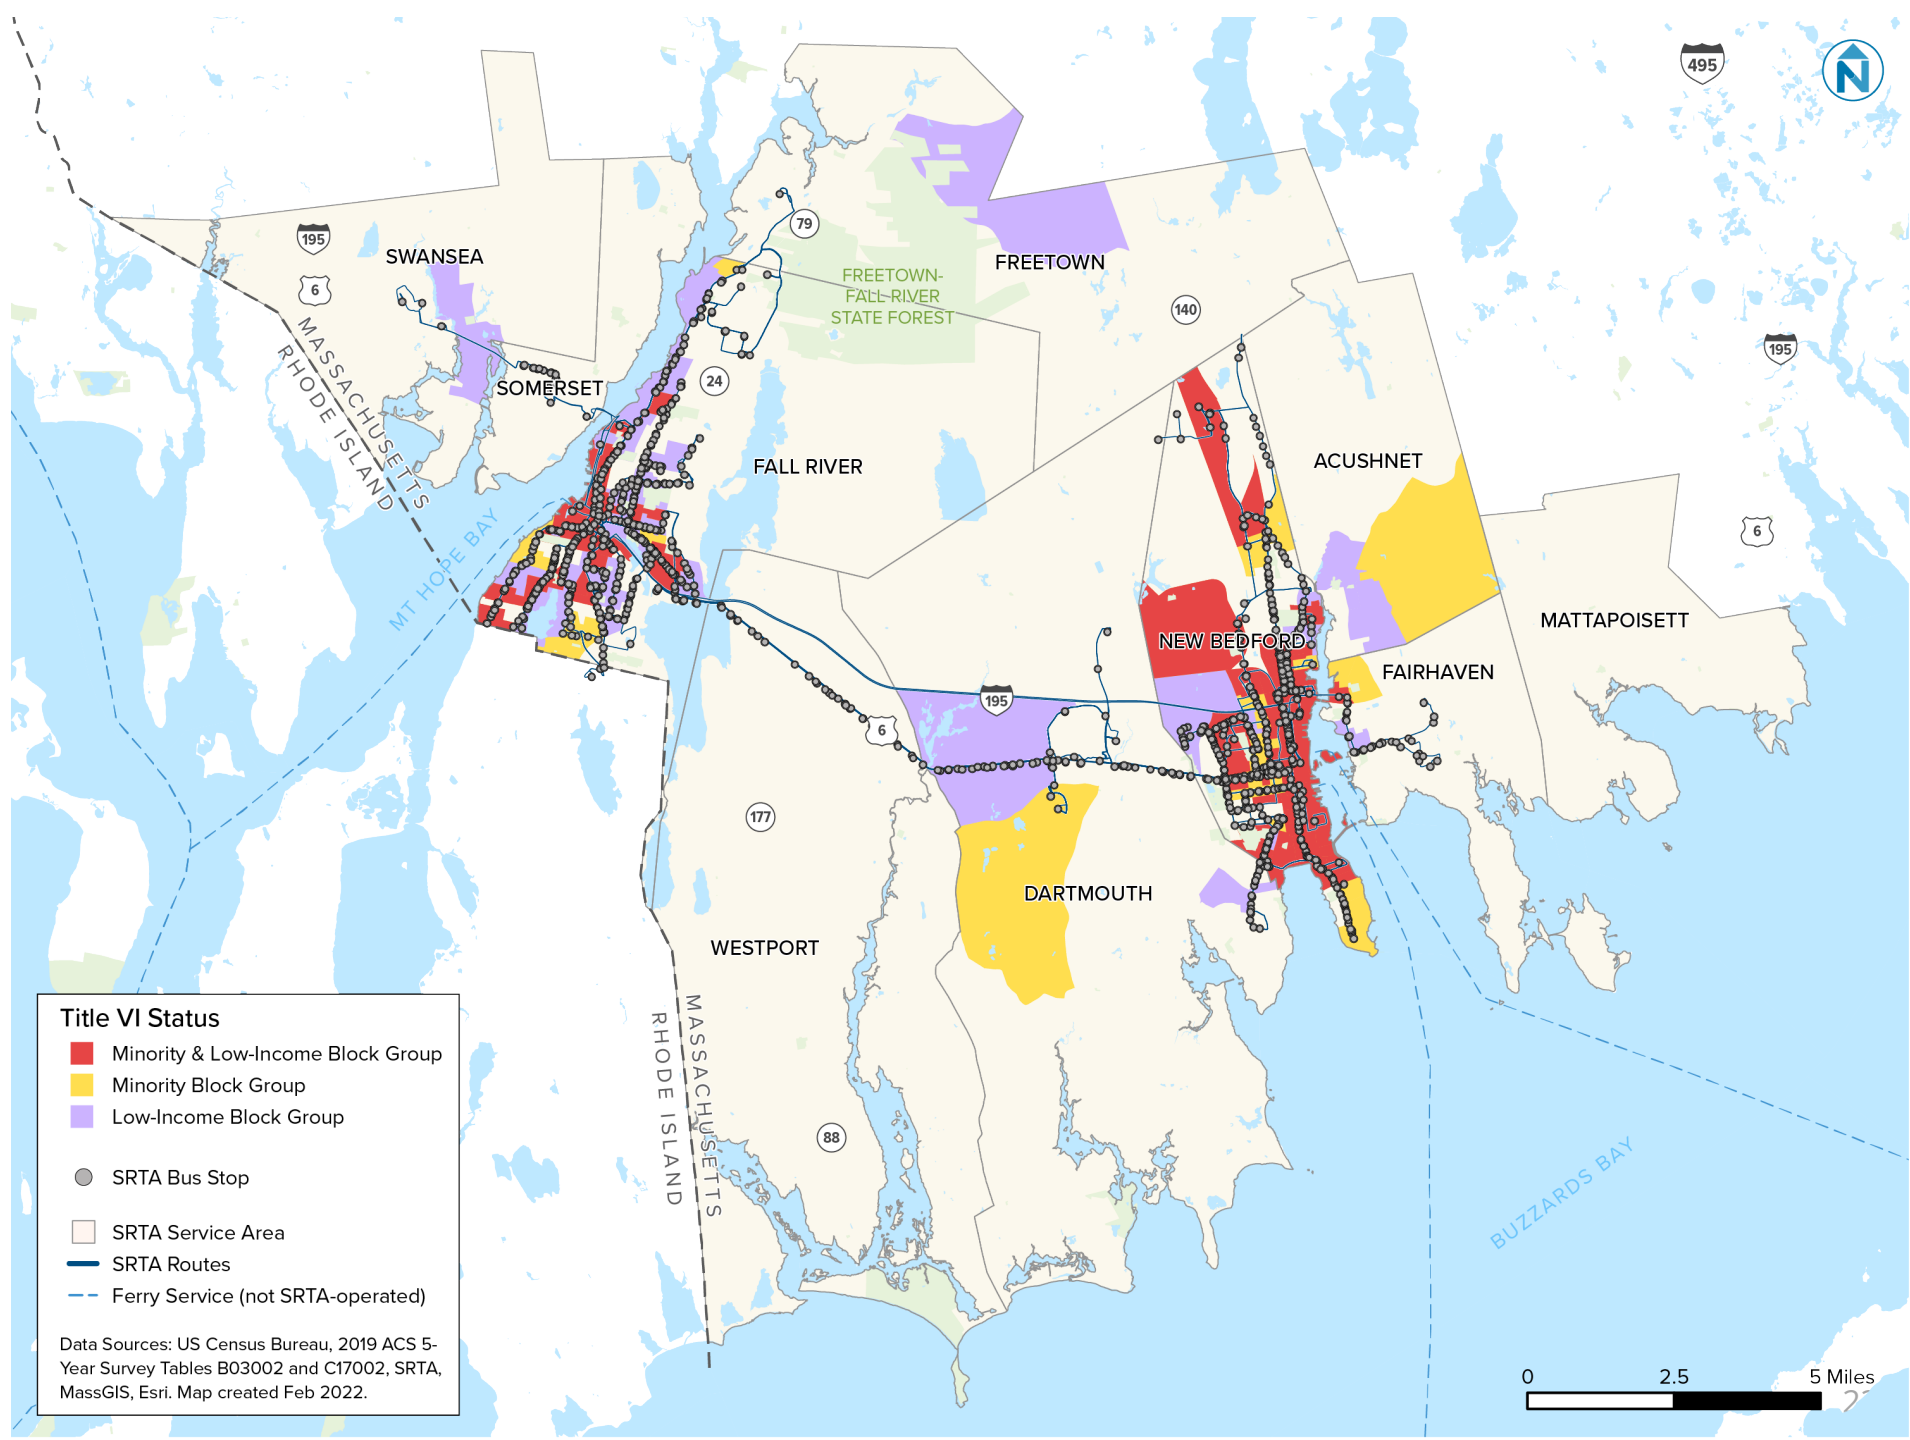 495
N
79
SWANSEA
195
6
FREETOWN
FREETOWN-
FALL RIVER
STATE FOREST
140
195
MASSACHUSETTS
RHODE ISLAND
SOMERSET
24
FALL RIVER
ACUSHNET
6
MT HOPE BAY
MATTAPOISETT
NEW BEDFORD
FAIRHAVEN
195
6
177
DARTMOUTH
WESTPORT
MASSACHUSETTS
RHODE ISLAND
88
BUZZARDS BAY
Title VI Status
Minority & Low-Income Block Group
Minority Block Group
Low-Income Block Group
SRTA Bus Stop
SRTA Service Area
SRTA Routes
Ferry Service (not SRTA-operated)
Data Sources: US Census Bureau, 2019 ACS 5-
Year Survey Tables B03002 and C17002, SRTA,
MassGIS, Esri. Map created Feb 2022.
0 2.5 5 Miles